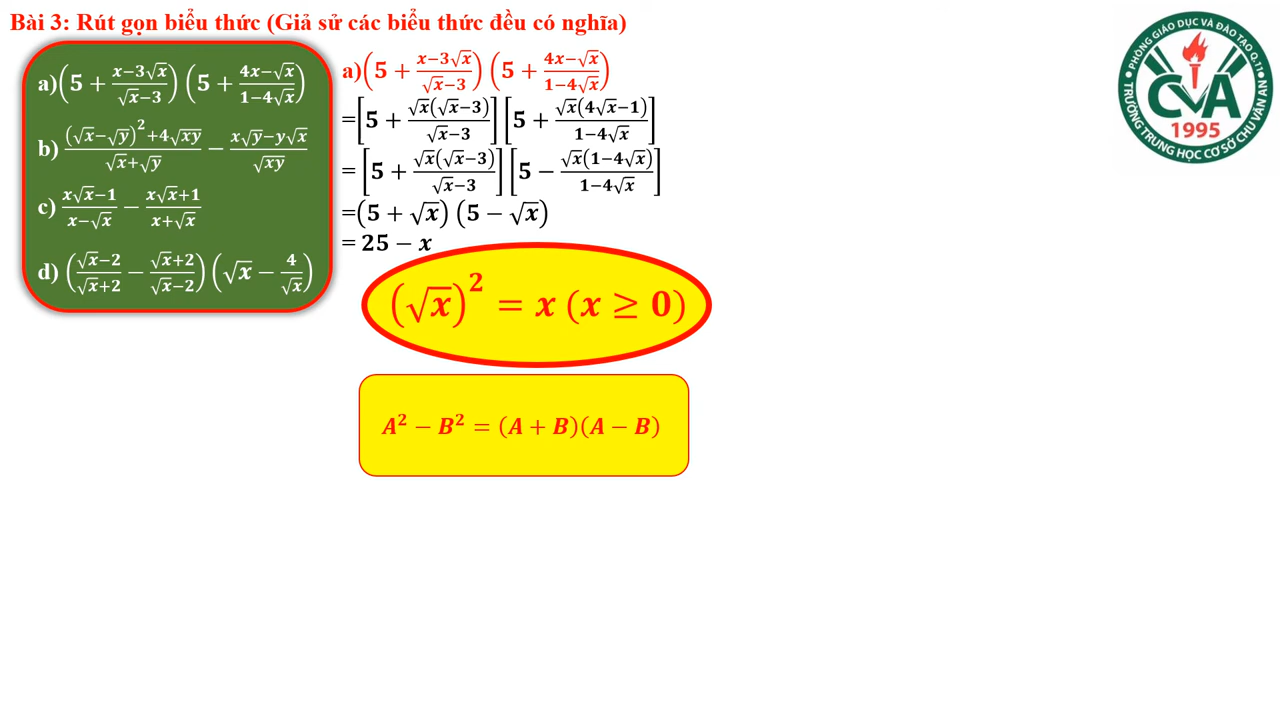 Bài 3: Rút gọn biểu thức (Giả sử các biểu thức đều có nghĩa)
a)(5 + (x−3√x)/(√x−3)) (5 + (4x−√x)/(1−4√x))
b) ((√x−√y)²+4√xy)/(√x+√y) − (x√y−y√x)/√xy
c) (x√x−1)/(x−√x) − (x√x+1)/(x+√x)
d) ((√x−2)/(√x+2) − (√x+2)/(√x−2)) (√x − 4/√x)
a)(5 + (x−3√x)/(√x−3)) (5 + (4x−√x)/(1−4√x))
=[5 + √x(√x−3)/(√x−3)] [5 + √x(4√x−1)/(1−4√x)]
= [5 + √x(√x−3)/(√x−3)] [5 − √x(1−4√x)/(1−4√x)]
=(5 + √x) (5 − √x)
= 25 − x
(√x)² = x (x ≥ 0)
A² − B² = (A + B)(A − B)
PHÒNG GIÁO DỤC VÀ ĐÀO TẠO Q.11
CVA
1995
TRƯỜNG TRUNG HỌC CƠ SỞ CHU VĂN AN